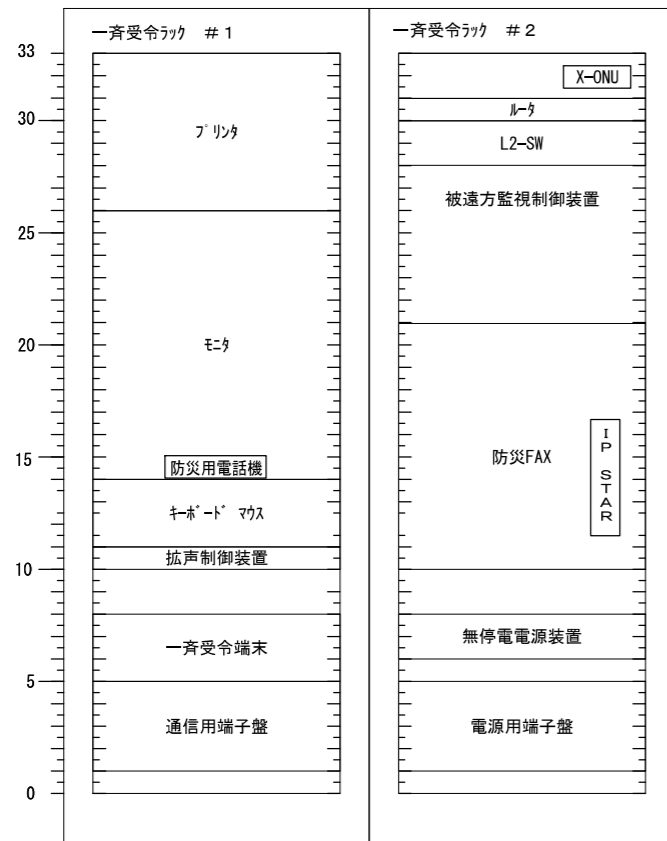 一斉受令ﾗｯｸ ＃１
33
30
25
20
15
10
5
0
ﾌﾟﾘﾝﾀ
ﾓﾆﾀ
防災用電話機
ｷｰﾎﾞｰﾄﾞ ﾏｳｽ
拡声制御装置
一斉受令端末
通信用端子盤
一斉受令ﾗｯｸ ＃２
X-ONU
ﾙｰﾀ
L2-SW
被遠方監視制御装置
防災FAX
IP STAR
無停電電源装置
電源用端子盤